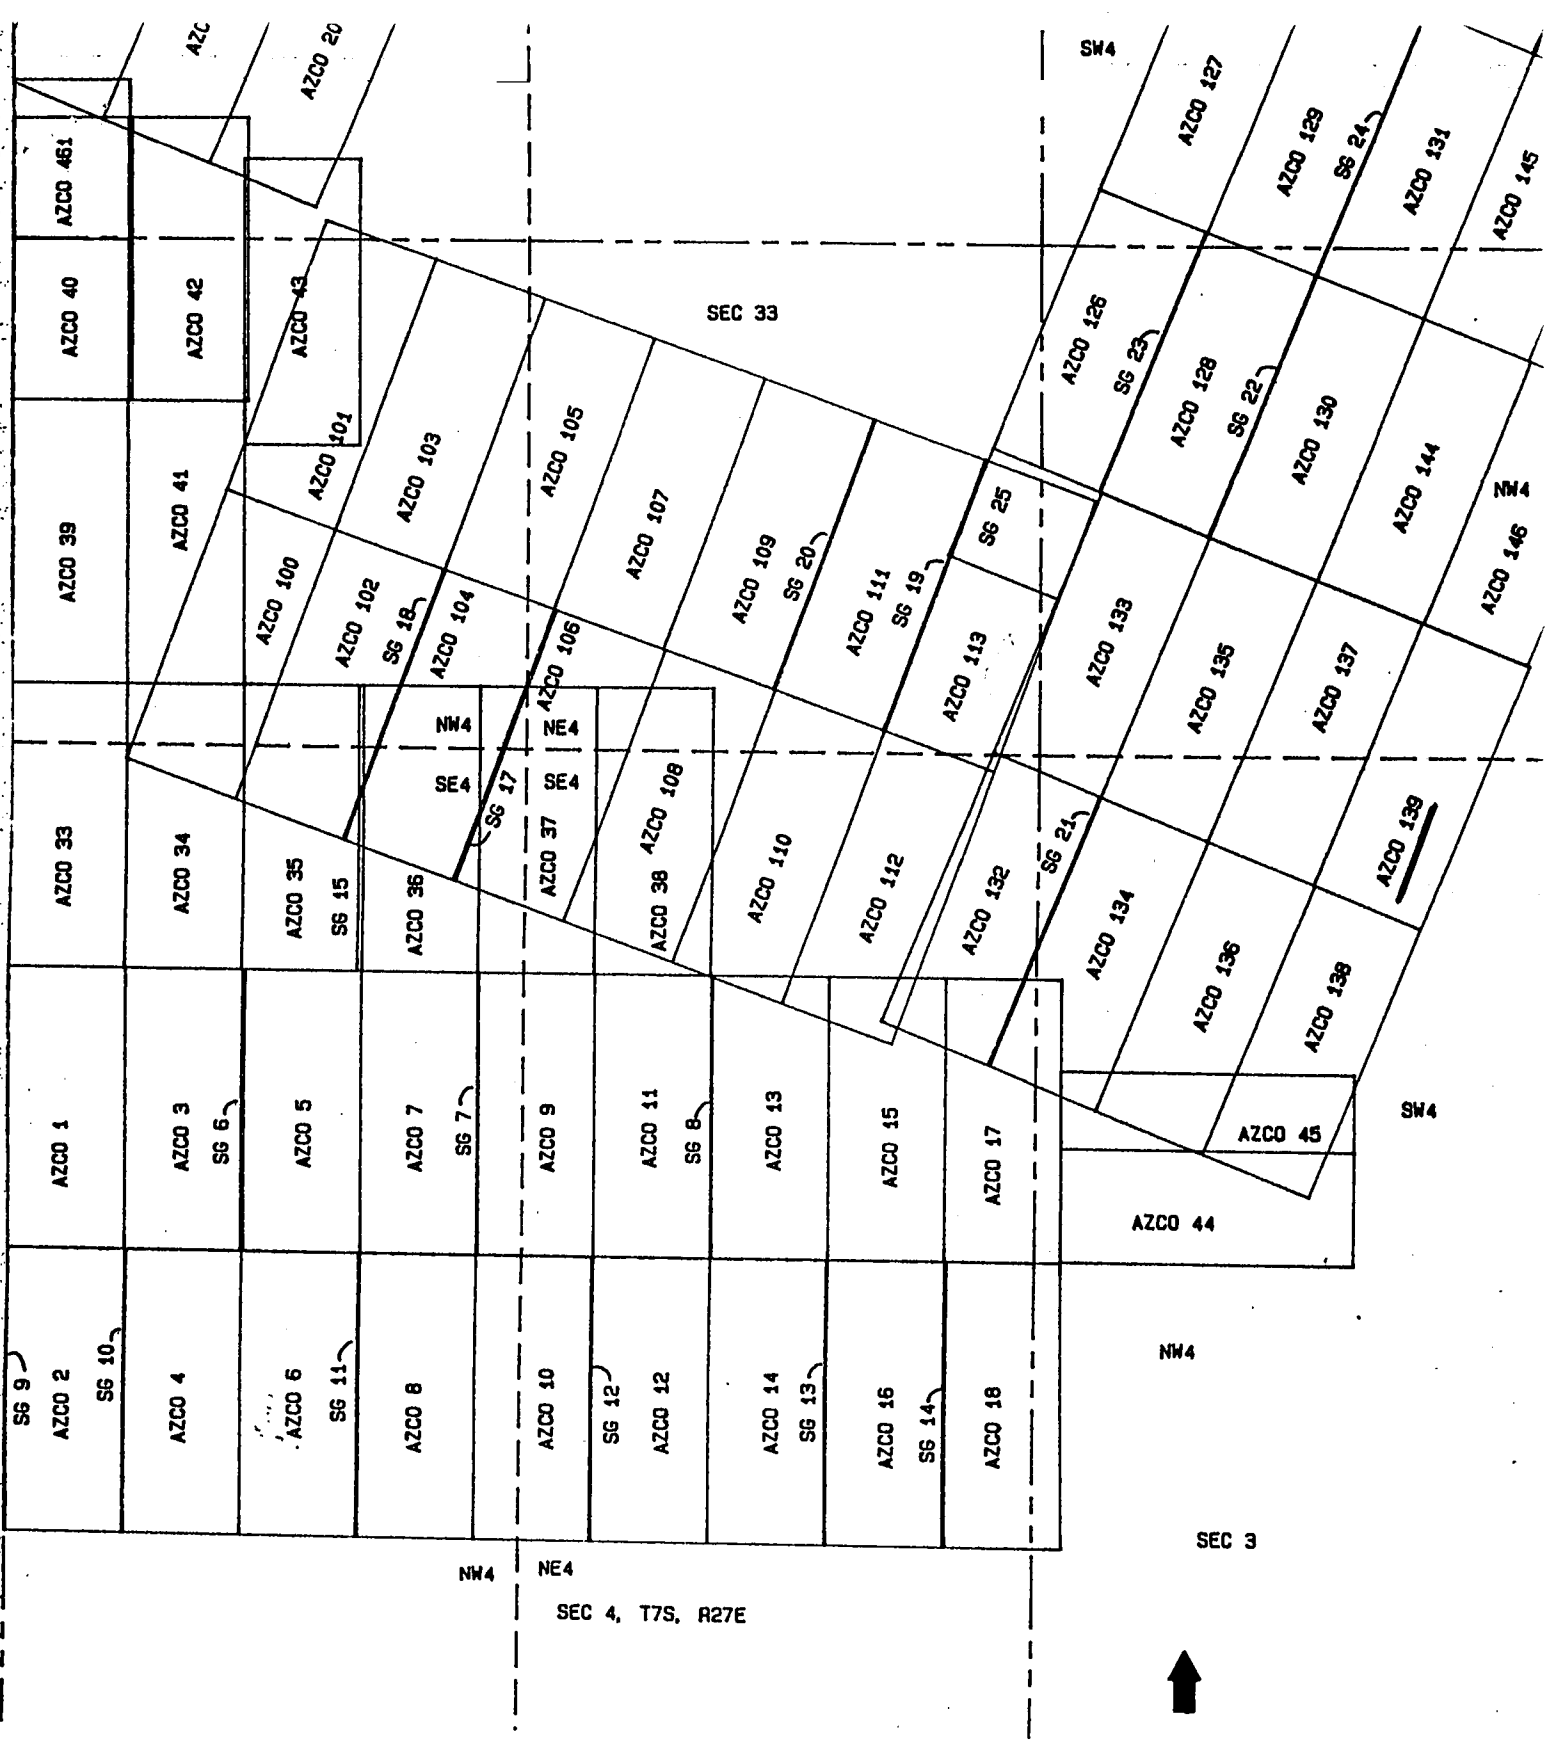 AZC
AZCO 20
SW4
AZCO 127
AZCO 129
SG 24
AZCO 131
AZCO 145
AZCO 461
AZCO 40
AZCO 42
AZCO 43
SEC 33
AZCO 126
SG 23
AZCO 128
SG 22
AZCO 130
AZCO 144
NW4
AZCO 146
AZCO 39
AZCO 41
AZCO 101
AZCO 103
AZCO 105
AZCO 107
AZCO 109
SG 20
AZCO 111
SG 19
SG 25
AZCO 113
AZCO 133
AZCO 135
AZCO 137
AZCO 100
AZCO 102
SG 18
AZCO 104
AZCO 106
NW4
NE4
SE4
SE4
SG 17
AZCO 33
AZCO 34
AZCO 35
SG 15
AZCO 36
AZCO 37
AZCO 38
AZCO 108
AZCO 110
AZCO 112
AZCO 132
SG 21
AZCO 134
AZCO 136
AZCO 138
AZCO 139
AZCO 1
AZCO 3
SG 6
AZCO 5
AZCO 7
SG 7
AZCO 9
AZCO 11
SG 8
AZCO 13
AZCO 15
AZCO 17
AZCO 45
SW4
AZCO 44
SG 9
AZCO 2
SG 10
AZCO 4
AZCO 6
SG 11
AZCO 8
AZCO 10
SG 12
AZCO 12
AZCO 14
SG 13
AZCO 16
SG 14
AZCO 18
NW4
SEC 3
NW4
NE4
SEC 4, T7S, R27E